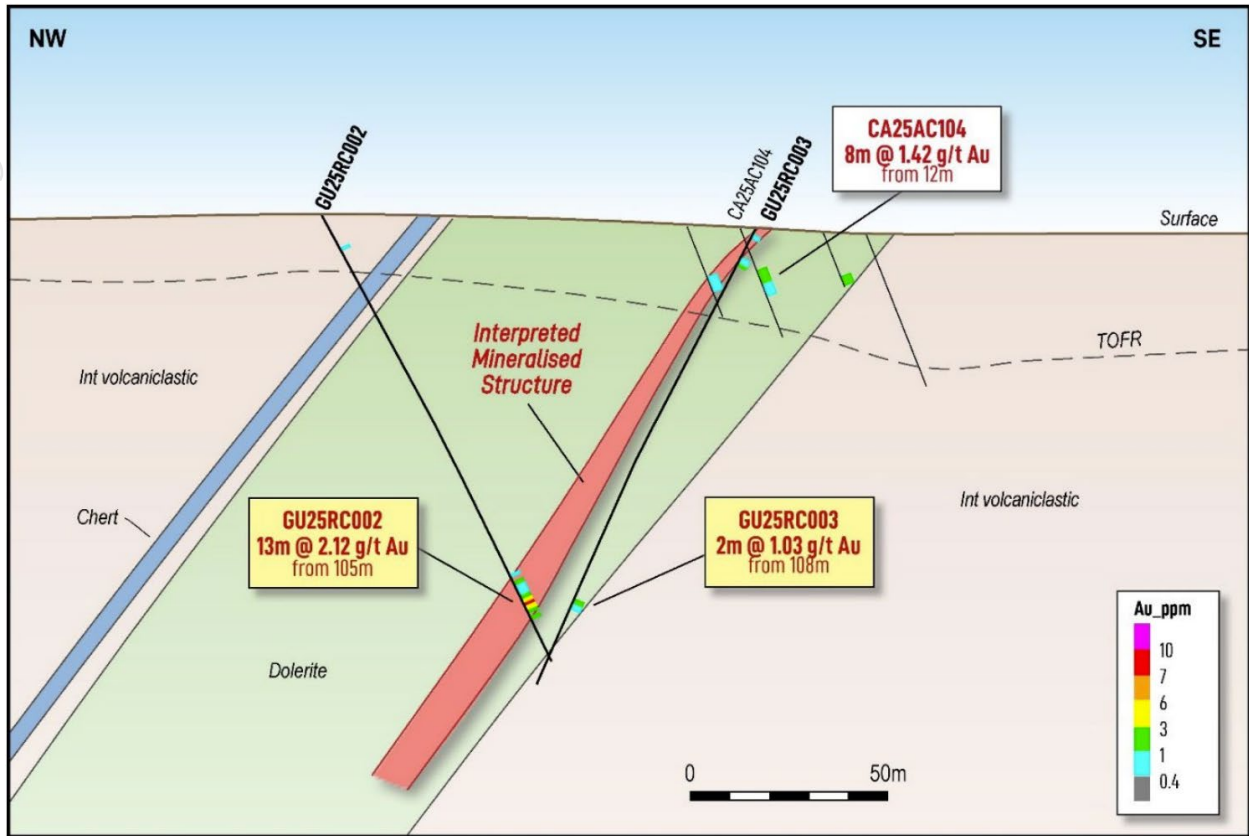 NW
SE
GU25RC002
CA25AC104
GU25RC003
CA25AC104
8m @ 1.42 g/t Au
from 12m
Surface
TOFR
Interpreted
Mineralised
Structure
Int volcaniclastic
Int volcaniclastic
Chert
GU25RC002
13m @ 2.12 g/t Au
from 105m
GU25RC003
2m @ 1.03 g/t Au
from 108m
Dolerite
0 50m
Au_ppm
10
7
6
3
1
0.4